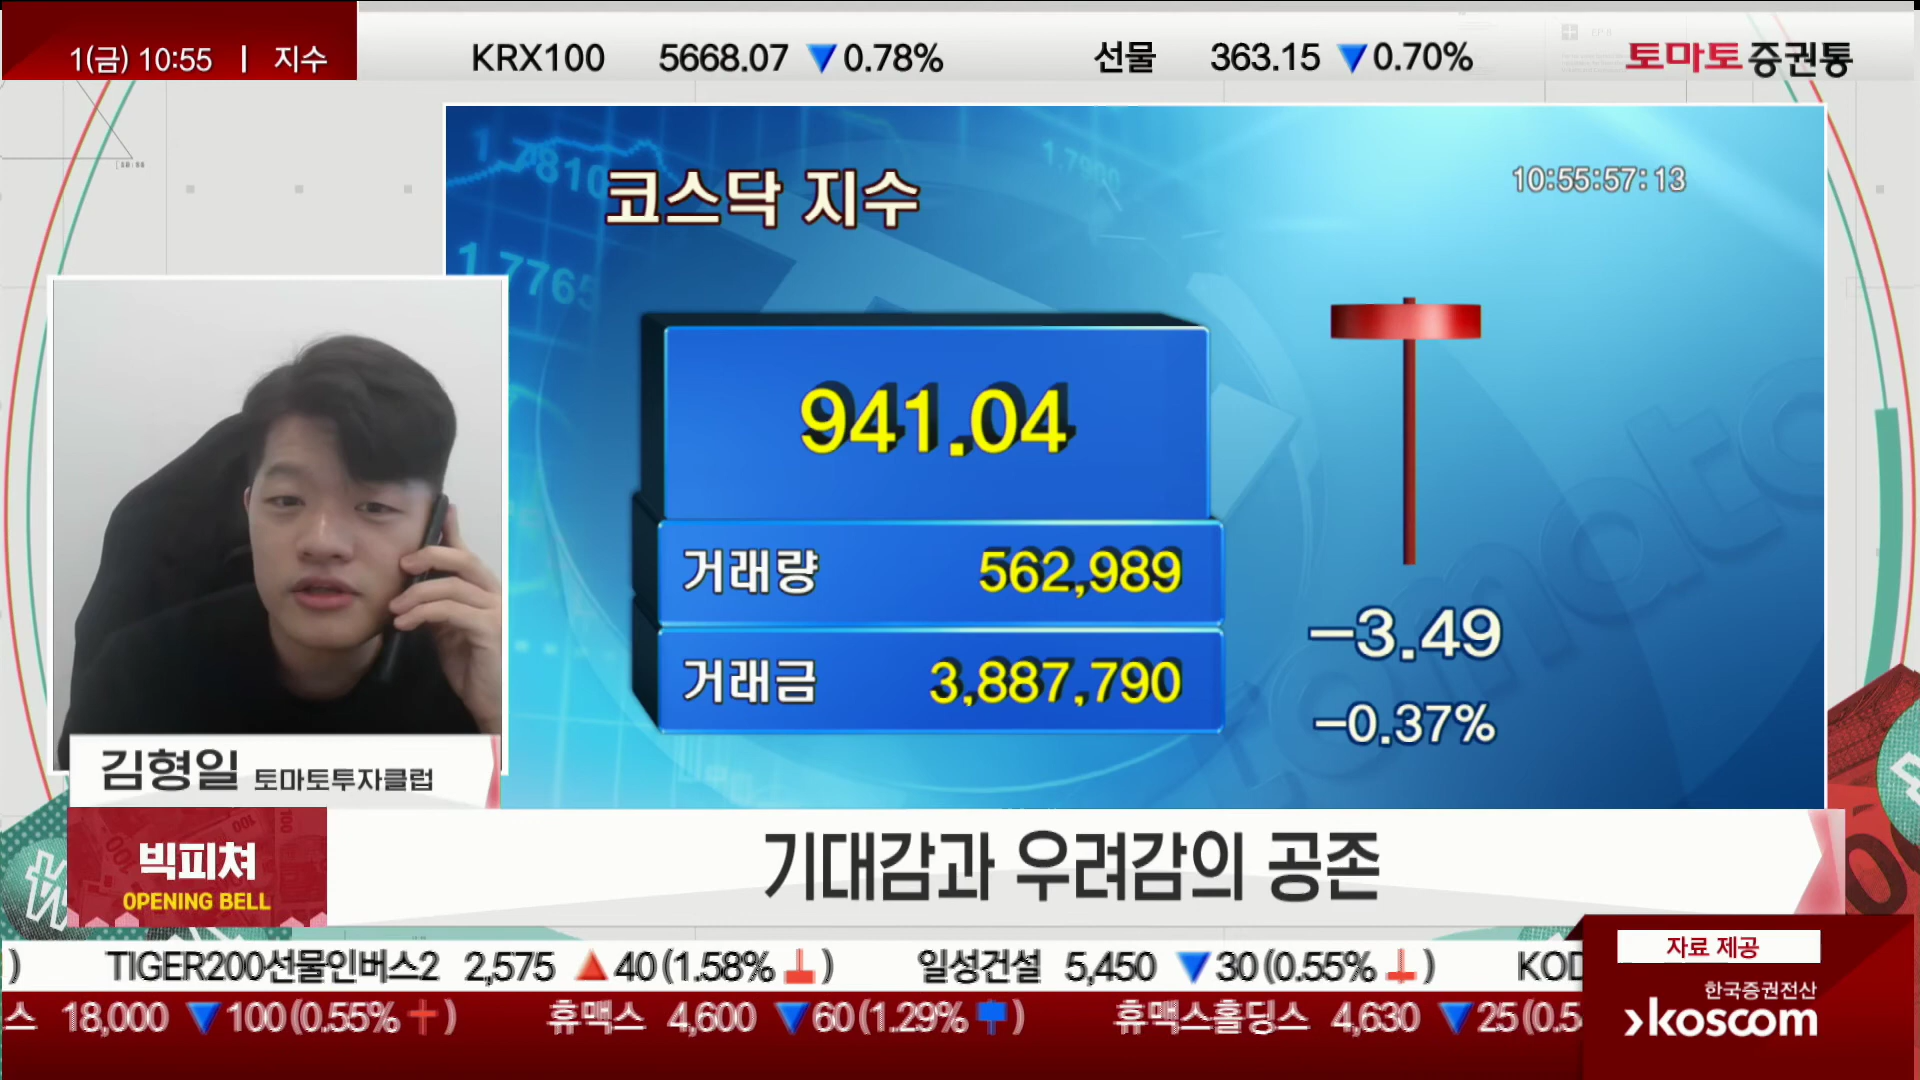 1(금) 10:55 | 지수
KRX100 5668.07 ▼0.78% 선물 363.15 ▼0.70%
토마토증권통
코스닥 지수
10:55:57:13
941.04
거래량 562,989
거래금 3,887,790
-3.49
-0.37%
김형일 토마토투자클럽
빅피쳐
OPENING BELL
기대감과 우려감의 공존
) TIGER200선물인버스2 2,575 ▲40(1.58% ) 일성건설 5,450 ▼30(0.55% ) KOD
스 18,000 ▼100(0.55% ) 휴맥스 4,600 ▼60(1.29% ) 휴맥스홀딩스 4,630 ▼25(0.5
자료 제공
한국증권전산
koscom